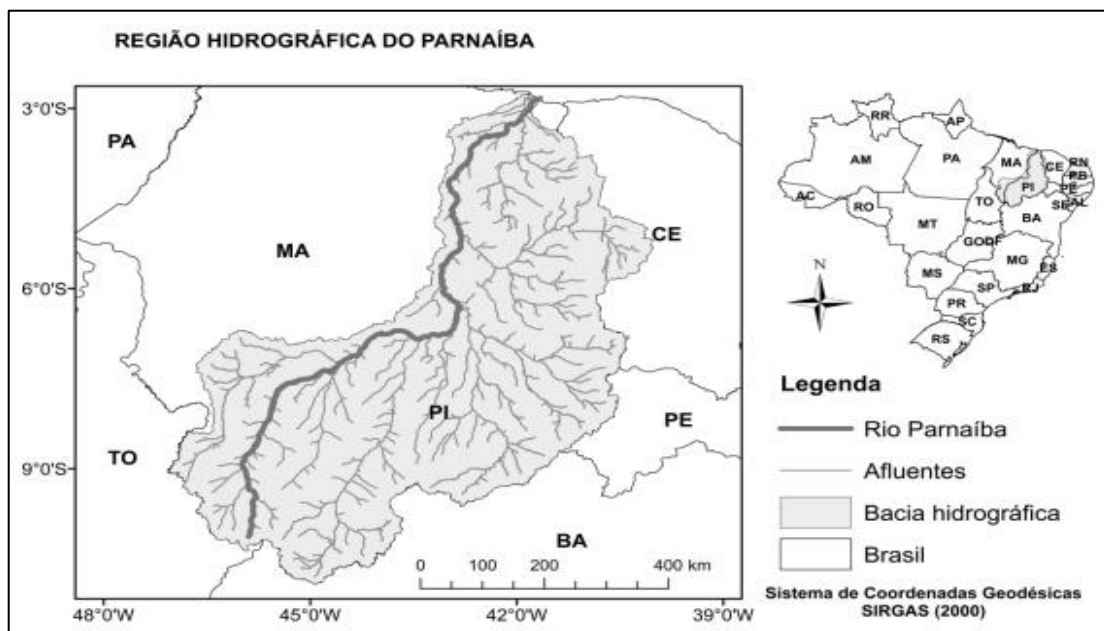 REGIÃO HIDROGRÁFICA DO PARNAÍBA
3°0'S
6°0'S
9°0'S
PA
MA
CE
TO
PI
PE
BA
0 100 200 400 km
48°0'W 45°0'W 42°0'W 39°0'W
RR AP
AM PA MA CE RN
PB
PI PE
AC TO SE AL
RO BA
MT
GO DF
MG
MS ES
SP RJ
PR
SC
RS
N
Legenda
Rio Parnaíba
Afluentes
Bacia hidrográfica
Brasil
Sistema de Coordenadas Geodésicas
SIRGAS (2000)